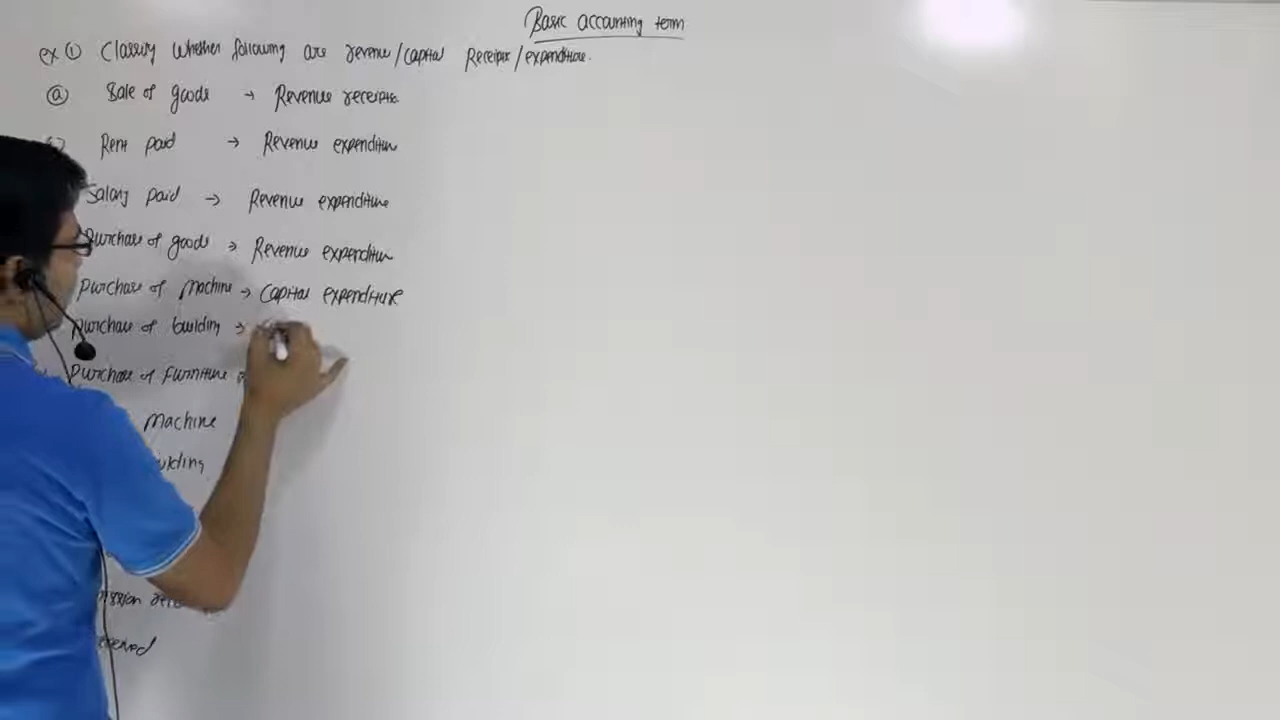 Basic accounting term
ex ① Classify whether following are revenue/capital Receipts/expenditure.
ⓐ Sale of goods → Revenue receipts
Rent paid → Revenue expenditure
Salary paid → Revenue expenditure
Purchase of goods → Revenue expenditure
Purchase of machine → Capital expenditure
Purchase of building →
Purchase of furniture
machine